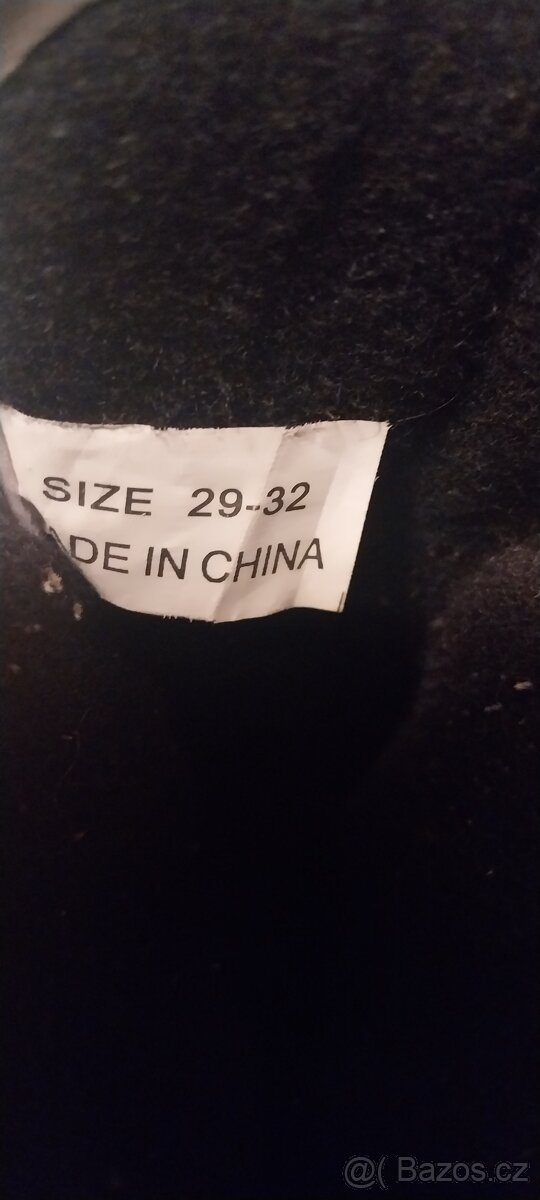 SIZE 29-32
ADE IN CHINA
@( Bazos.cz